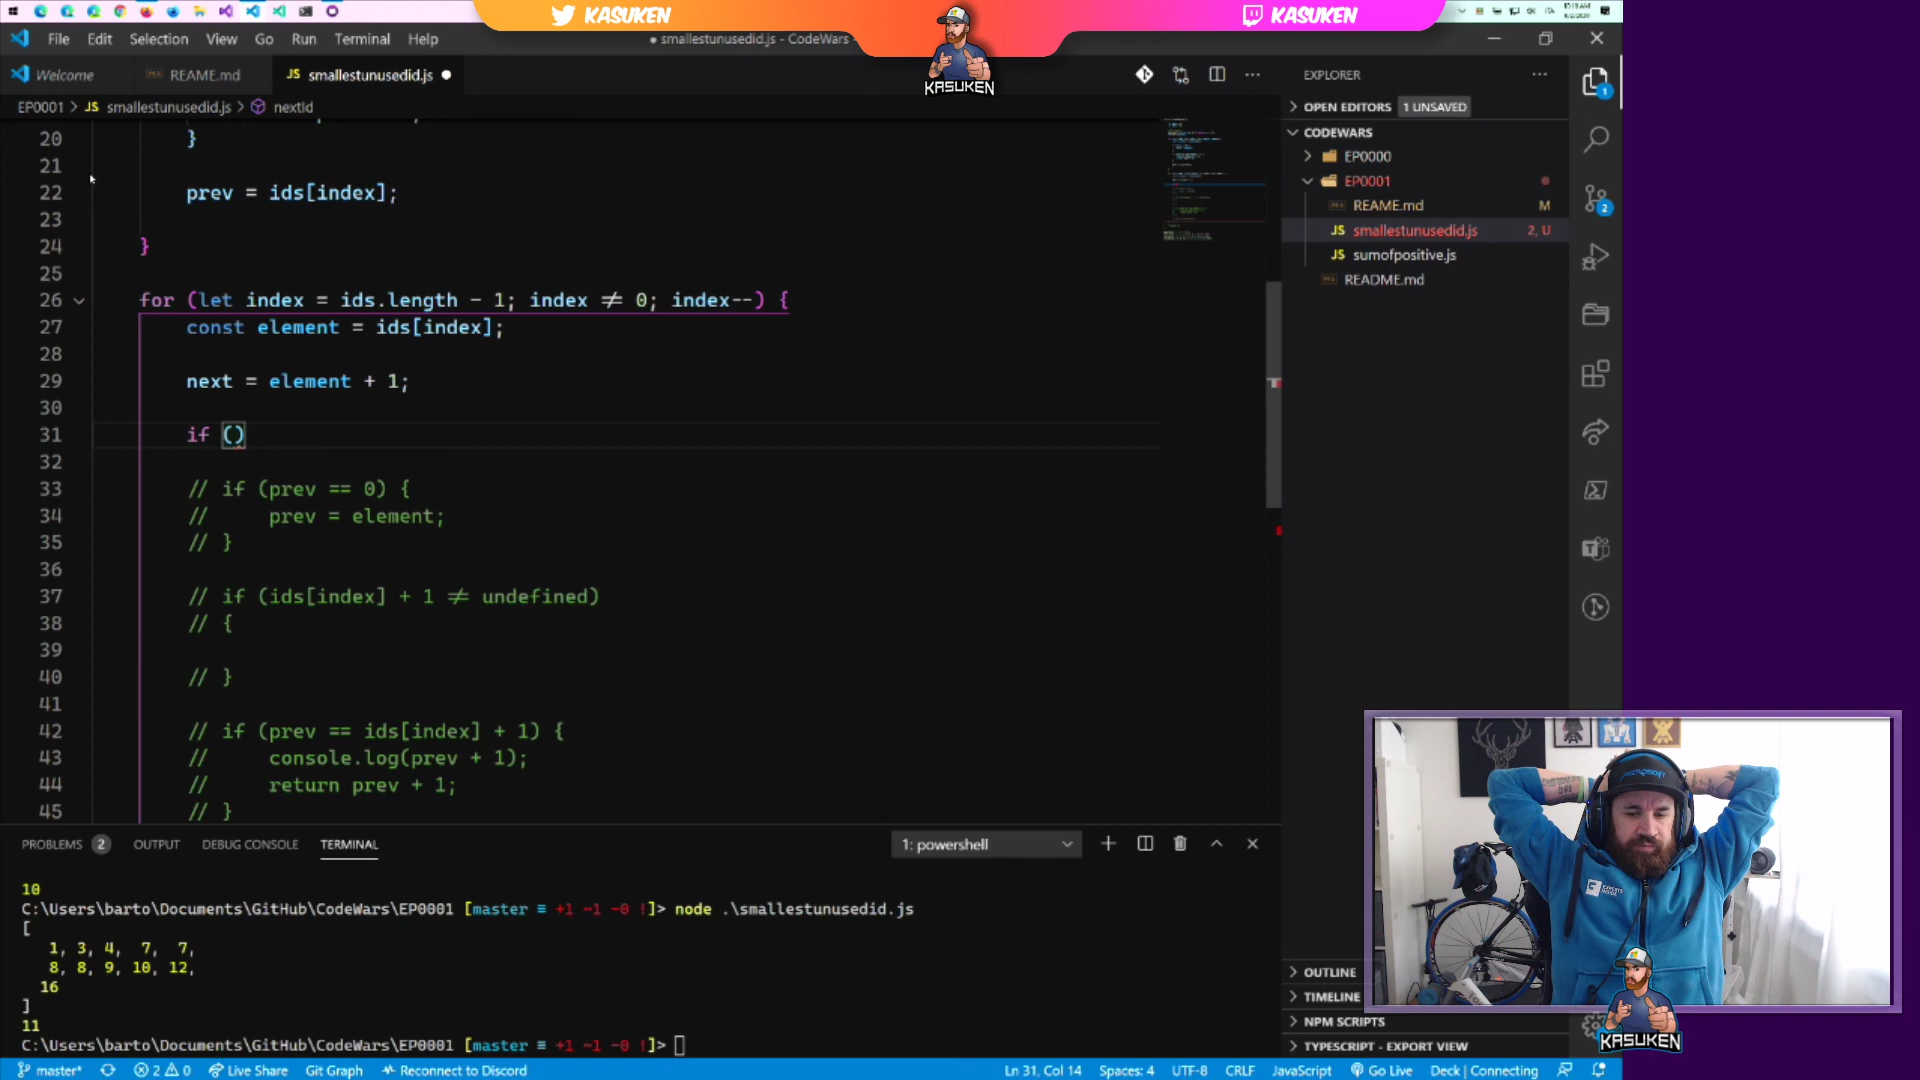 KASUKEN
KASUKEN
KASUKEN
File Edit Selection View Go Run Terminal Help
● smallestunusedid.js - CodeWars -
Welcome
REAME.md
JS smallestunusedid.js ●
EP0001 > JS smallestunusedid.js > nextId
20 }
21
22 prev = ids[index];
23
24 }
25
26 for (let index = ids.length - 1; index ≠ 0; index--) {
27 const element = ids[index];
28
29 next = element + 1;
30
31 if ()
32
33 // if (prev == 0) {
34 // prev = element;
35 // }
36
37 // if (ids[index] + 1 ≠ undefined)
38 // {
39
40 // }
41
42 // if (prev == ids[index] + 1) {
43 // console.log(prev + 1);
44 // return prev + 1;
45 // }
EXPLORER
OPEN EDITORS 1 UNSAVED
CODEWARS
EP0000
EP0001
REAME.md M
JS smallestunusedid.js 2, U
JS sumofpositive.js
README.md
OUTLINE
TIMELINE
NPM SCRIPTS
TYPESCRIPT - EXPORT VIEW
1
2
PROBLEMS 2 OUTPUT DEBUG CONSOLE TERMINAL
1: powershell
10
C:\Users\barto\Documents\GitHub\CodeWars\EP0001 [master ≡ +1 ~1 -0 !]> node .\smallestunusedid.js
[
1, 3, 4, 7, 7,
8, 8, 9, 10, 12,
16
]
11
C:\Users\barto\Documents\GitHub\CodeWars\EP0001 [master ≡ +1 ~1 -0 !]>
MICROSOFT
KASUKEN
master* 2 0 Live Share Git Graph Reconnect to Discord
Ln 31, Col 14 Spaces: 4 UTF-8 CRLF JavaScript Go Live Deck | Connecting